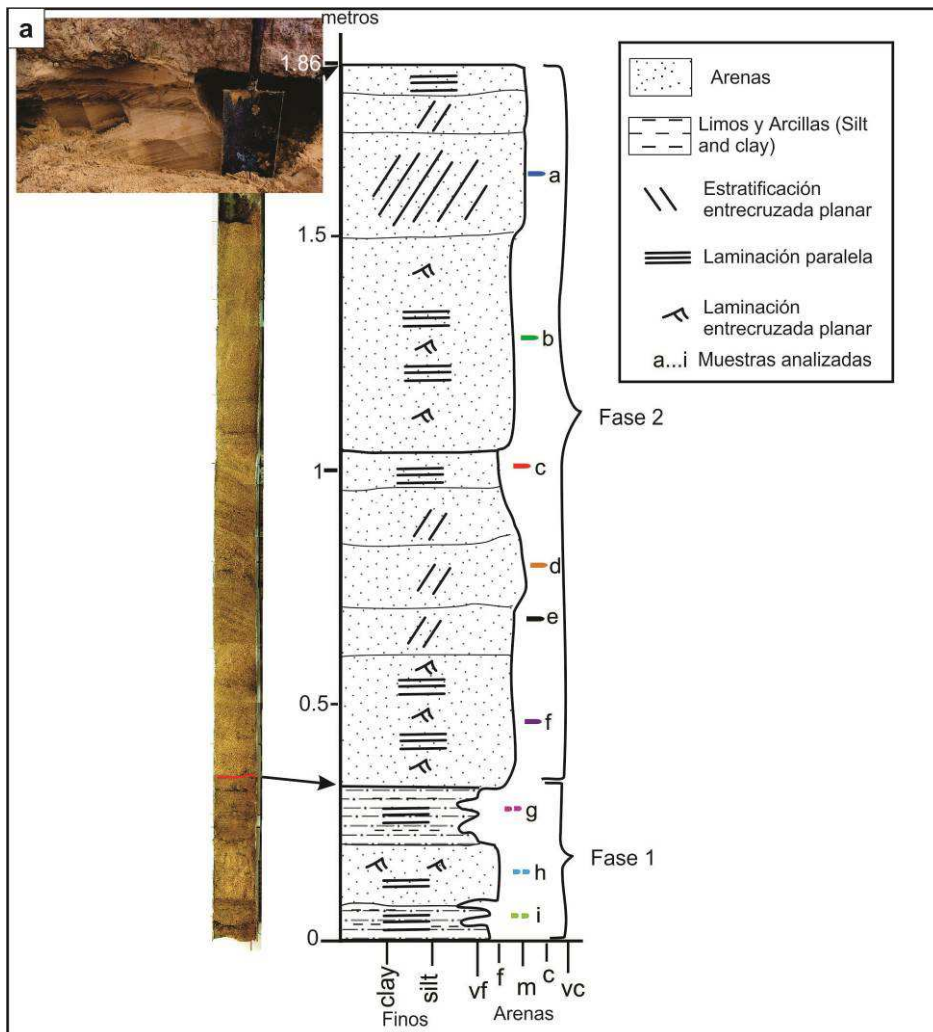 a
metros
1.86
1.5
1
0.5
0
a
b
c
d
e
f
g
h
i
Fase 2
Fase 1
clay
silt
vf
f
m
c
vc
Finos
Arenas
Arenas
Limos y Arcillas (Silt
and clay)
Estratificación
entrecruzada planar
Laminación paralela
Laminación
entrecruzada planar
a...i Muestras analizadas